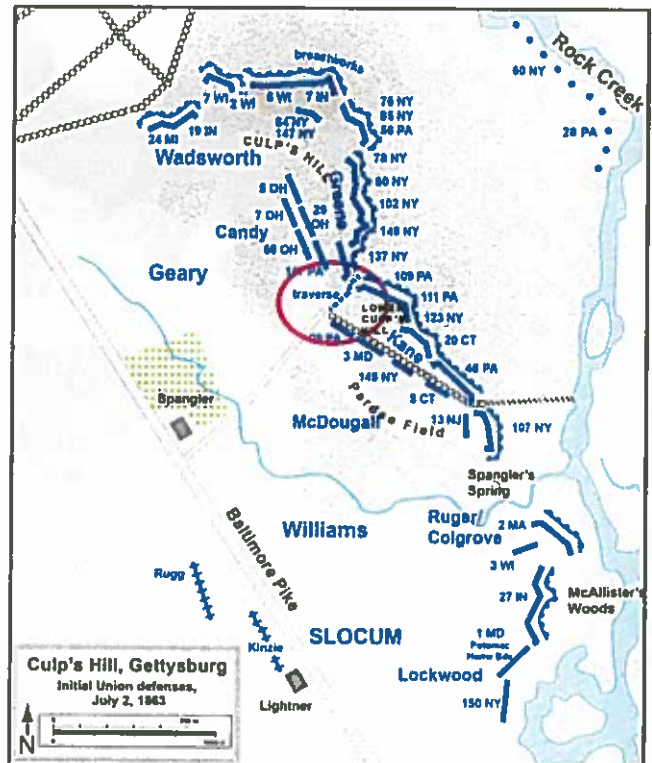 Rock Creek
60 NY
28 PA
breastworks
7 WI
2 WI
6 WI
7 IN
76 NY
95 NY
56 PA
84 NY
147 NY
24 MI
19 IN
Wadsworth
CULP'S HILL
78 NY
60 NY
102 NY
149 NY
137 NY
Greene
5 OH
7 OH
29 OH
66 OH
Candy
Geary
PA
109 PA
111 PA
traverse
LOWER CULP'S HILL
123 NY
20 CT
Kane
46 PA
3 MD
145 NY
5 CT
Pardee Field
McDougall
13 NJ
107 NY
Spangler
Spangler's
Spring
Baltimore Pike
Williams
Ruger/
Colgrove
2 MA
3 WI
27 IN
McAllister's
Woods
Rugg
Kinzie
SLOCUM
1 MD
Potomac
Home Bde
Lockwood
150 NY
Lightner
Culp's Hill, Gettysburg
Initial Union defenses,
July 2, 1863
N